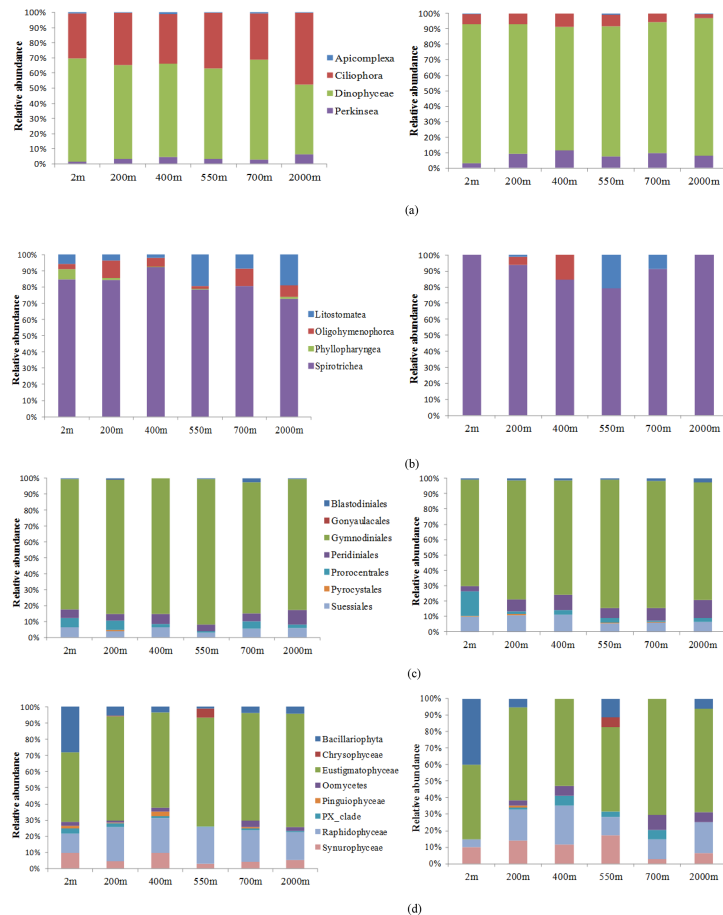 Relative abundance
100%
90%
80%
70%
60%
50%
40%
30%
20%
10%
0%
2m 200m 400m 550m 700m 2000m
Apicomplexa
Ciliophora
Dinophyceae
Perkinsea
Relative abundance
100%
90%
80%
70%
60%
50%
40%
30%
20%
10%
0%
2m 200m 400m 550m 700m 2000m
(a)
Relative abundance
100%
90%
80%
70%
60%
50%
40%
30%
20%
10%
0%
2m 200m 400m 550m 700m 2000m
Litostomatea
Oligohymenophorea
Phyllopharyngea
Spirotrichea
Relative abundance
100%
90%
80%
70%
60%
50%
40%
30%
20%
10%
0%
2m 200m 400m 550m 700m 2000m
(b)
Relative abundance
100%
90%
80%
70%
60%
50%
40%
30%
20%
10%
0%
2m 200m 400m 550m 700m 2000m
Blastodiniales
Gonyaulacales
Gymnodiniales
Peridiniales
Prorocentrales
Pyrocystales
Suessiales
Relative abundance
100%
90%
80%
70%
60%
50%
40%
30%
20%
10%
0%
2m 200m 400m 550m 700m 2000m
(c)
Relative abundance
100%
90%
80%
70%
60%
50%
40%
30%
20%
10%
0%
2m 200m 400m 550m 700m 2000m
Bacillariophyta
Chrysophyceae
Eustigmatophyceae
Oomycetes
Pinguiophyceae
PX_clade
Raphidophyceae
Synurophyceae
Relative abundance
100%
90%
80%
70%
60%
50%
40%
30%
20%
10%
0%
2m 200m 400m 550m 700m 2000m
(d)